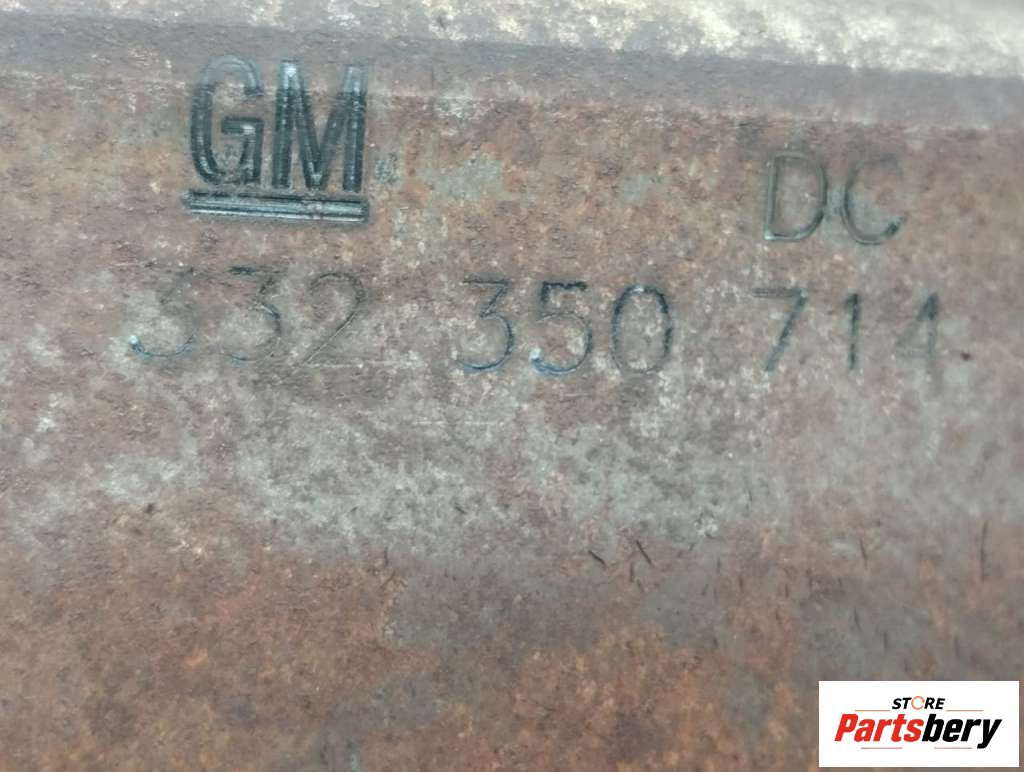 GM DC
332 350 714
STORE
Partsbery